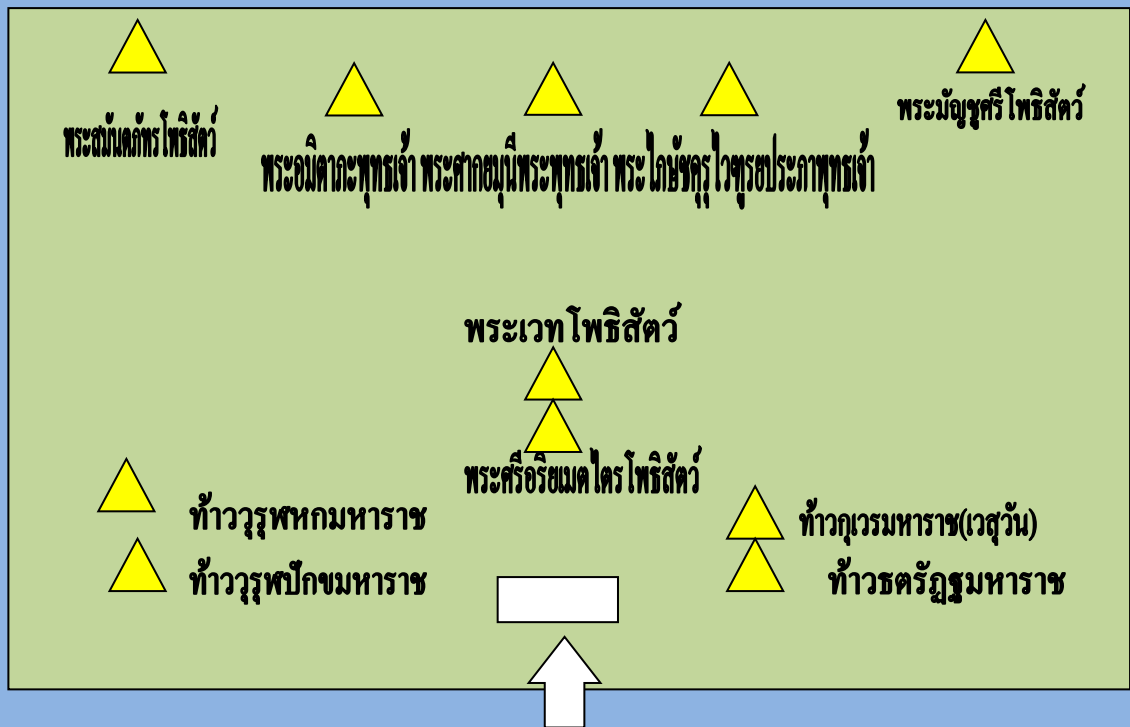 พระสมันตภัทรโพธิสัตว์
พระมัญชูศรีโพธิสัตว์
พระอมิตาภะพุทธเจ้า พระศากยมุนีพระพุทธเจ้า พระไภษัชคุรุไวฑูรยประภาพุทธเจ้า
พระเวทโพธิสัตว์
พระศรีอริยเมตไตรโพธิสัตว์
ท้าววุรุฬหกมหาราช
ท้าวกุเวรมหาราช(เวสุวัน)
ท้าววุรุฬปักขมหาราช
ท้าวธตรัฏฐมหาราช